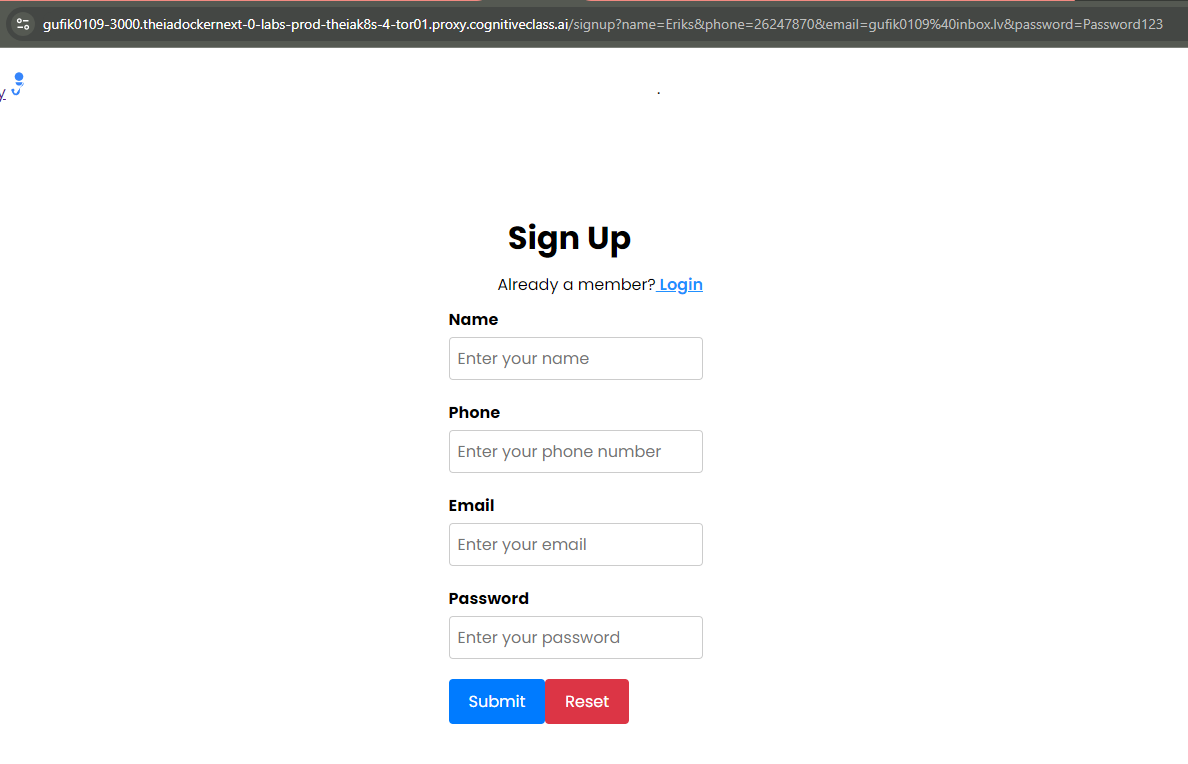 gufik0109-3000.theiadockernext-0-labs-prod-theiak8s-4-tor01.proxy.cognitiveclass.ai/signup?name=Eriks&phone=26247870&email=gufik0109%40inbox.lv&password=Password123
y
.
Sign Up
Already a member? Login
Name
Enter your name
Phone
Enter your phone number
Email
Enter your email
Password
Enter your password
Submit Reset